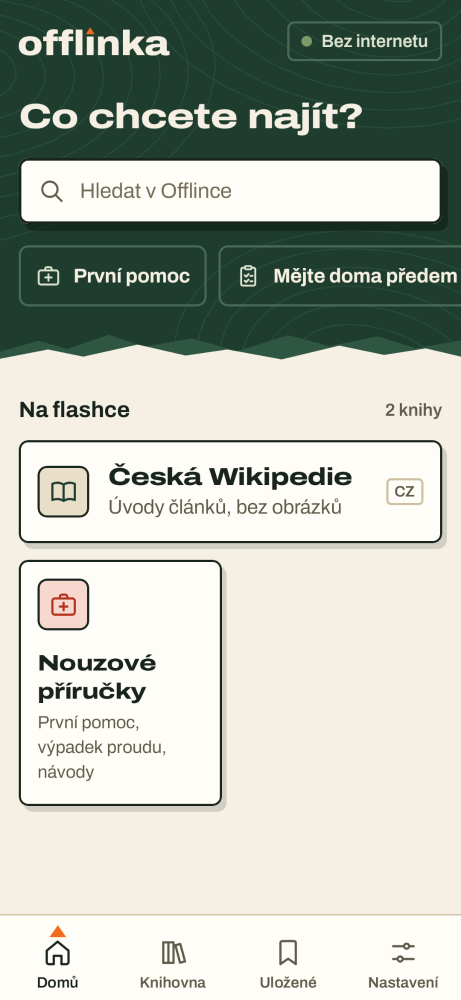 offlinka
Bez internetu
Co chcete najít?
Hledat v Offlince
První pomoc
Mějte doma předem
Na flashce
2 knihy
Česká Wikipedie
Úvody článků, bez obrázků
CZ
Nouzové
příručky
První pomoc,
výpadek proudu,
návody
Domů
Knihovna
Uložené
Nastavení